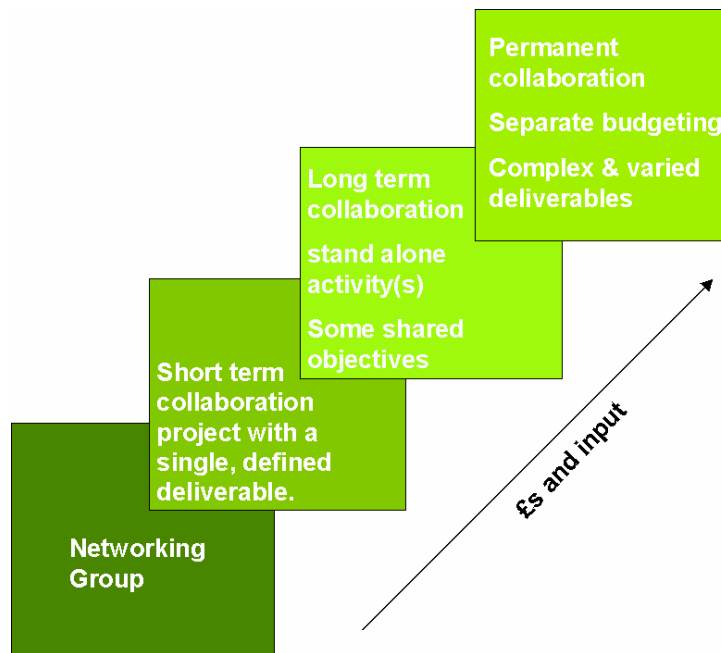 Permanent
collaboration
Separate budgeting
Complex & varied
deliverables
Long term
collaboration
stand alone
activity(s)
Some shared
objectives
Short term
collaboration
project with a
single, defined
deliverable.
Networking
Group
£s and input